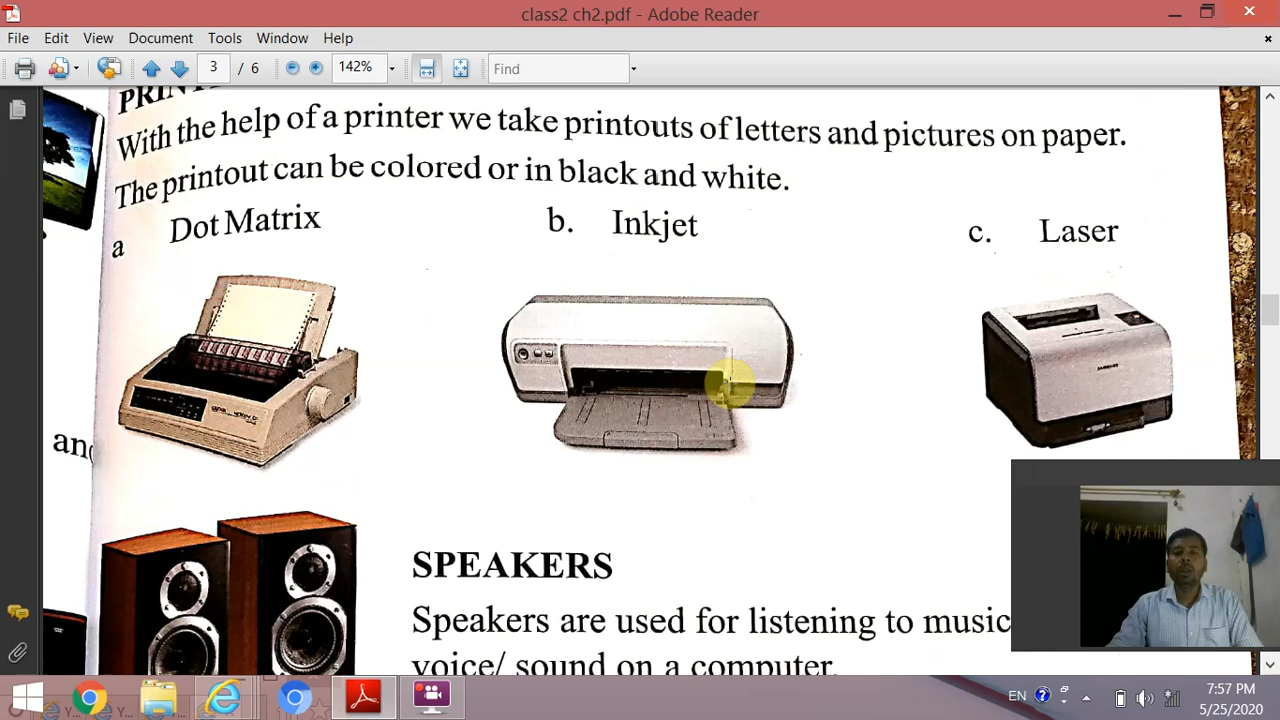 class2 ch2.pdf - Adobe Reader
File Edit View Document Tools Window Help
3 / 6 142% Find
With the help of a printer we take printouts of letters and pictures on paper.
The printout can be colored or in black and white.
a Dot Matrix b. Inkjet c. Laser
SPEAKERS
Speakers are used for listening to music
voice/ sound on a computer.
EN 7:57 PM
5/25/2020